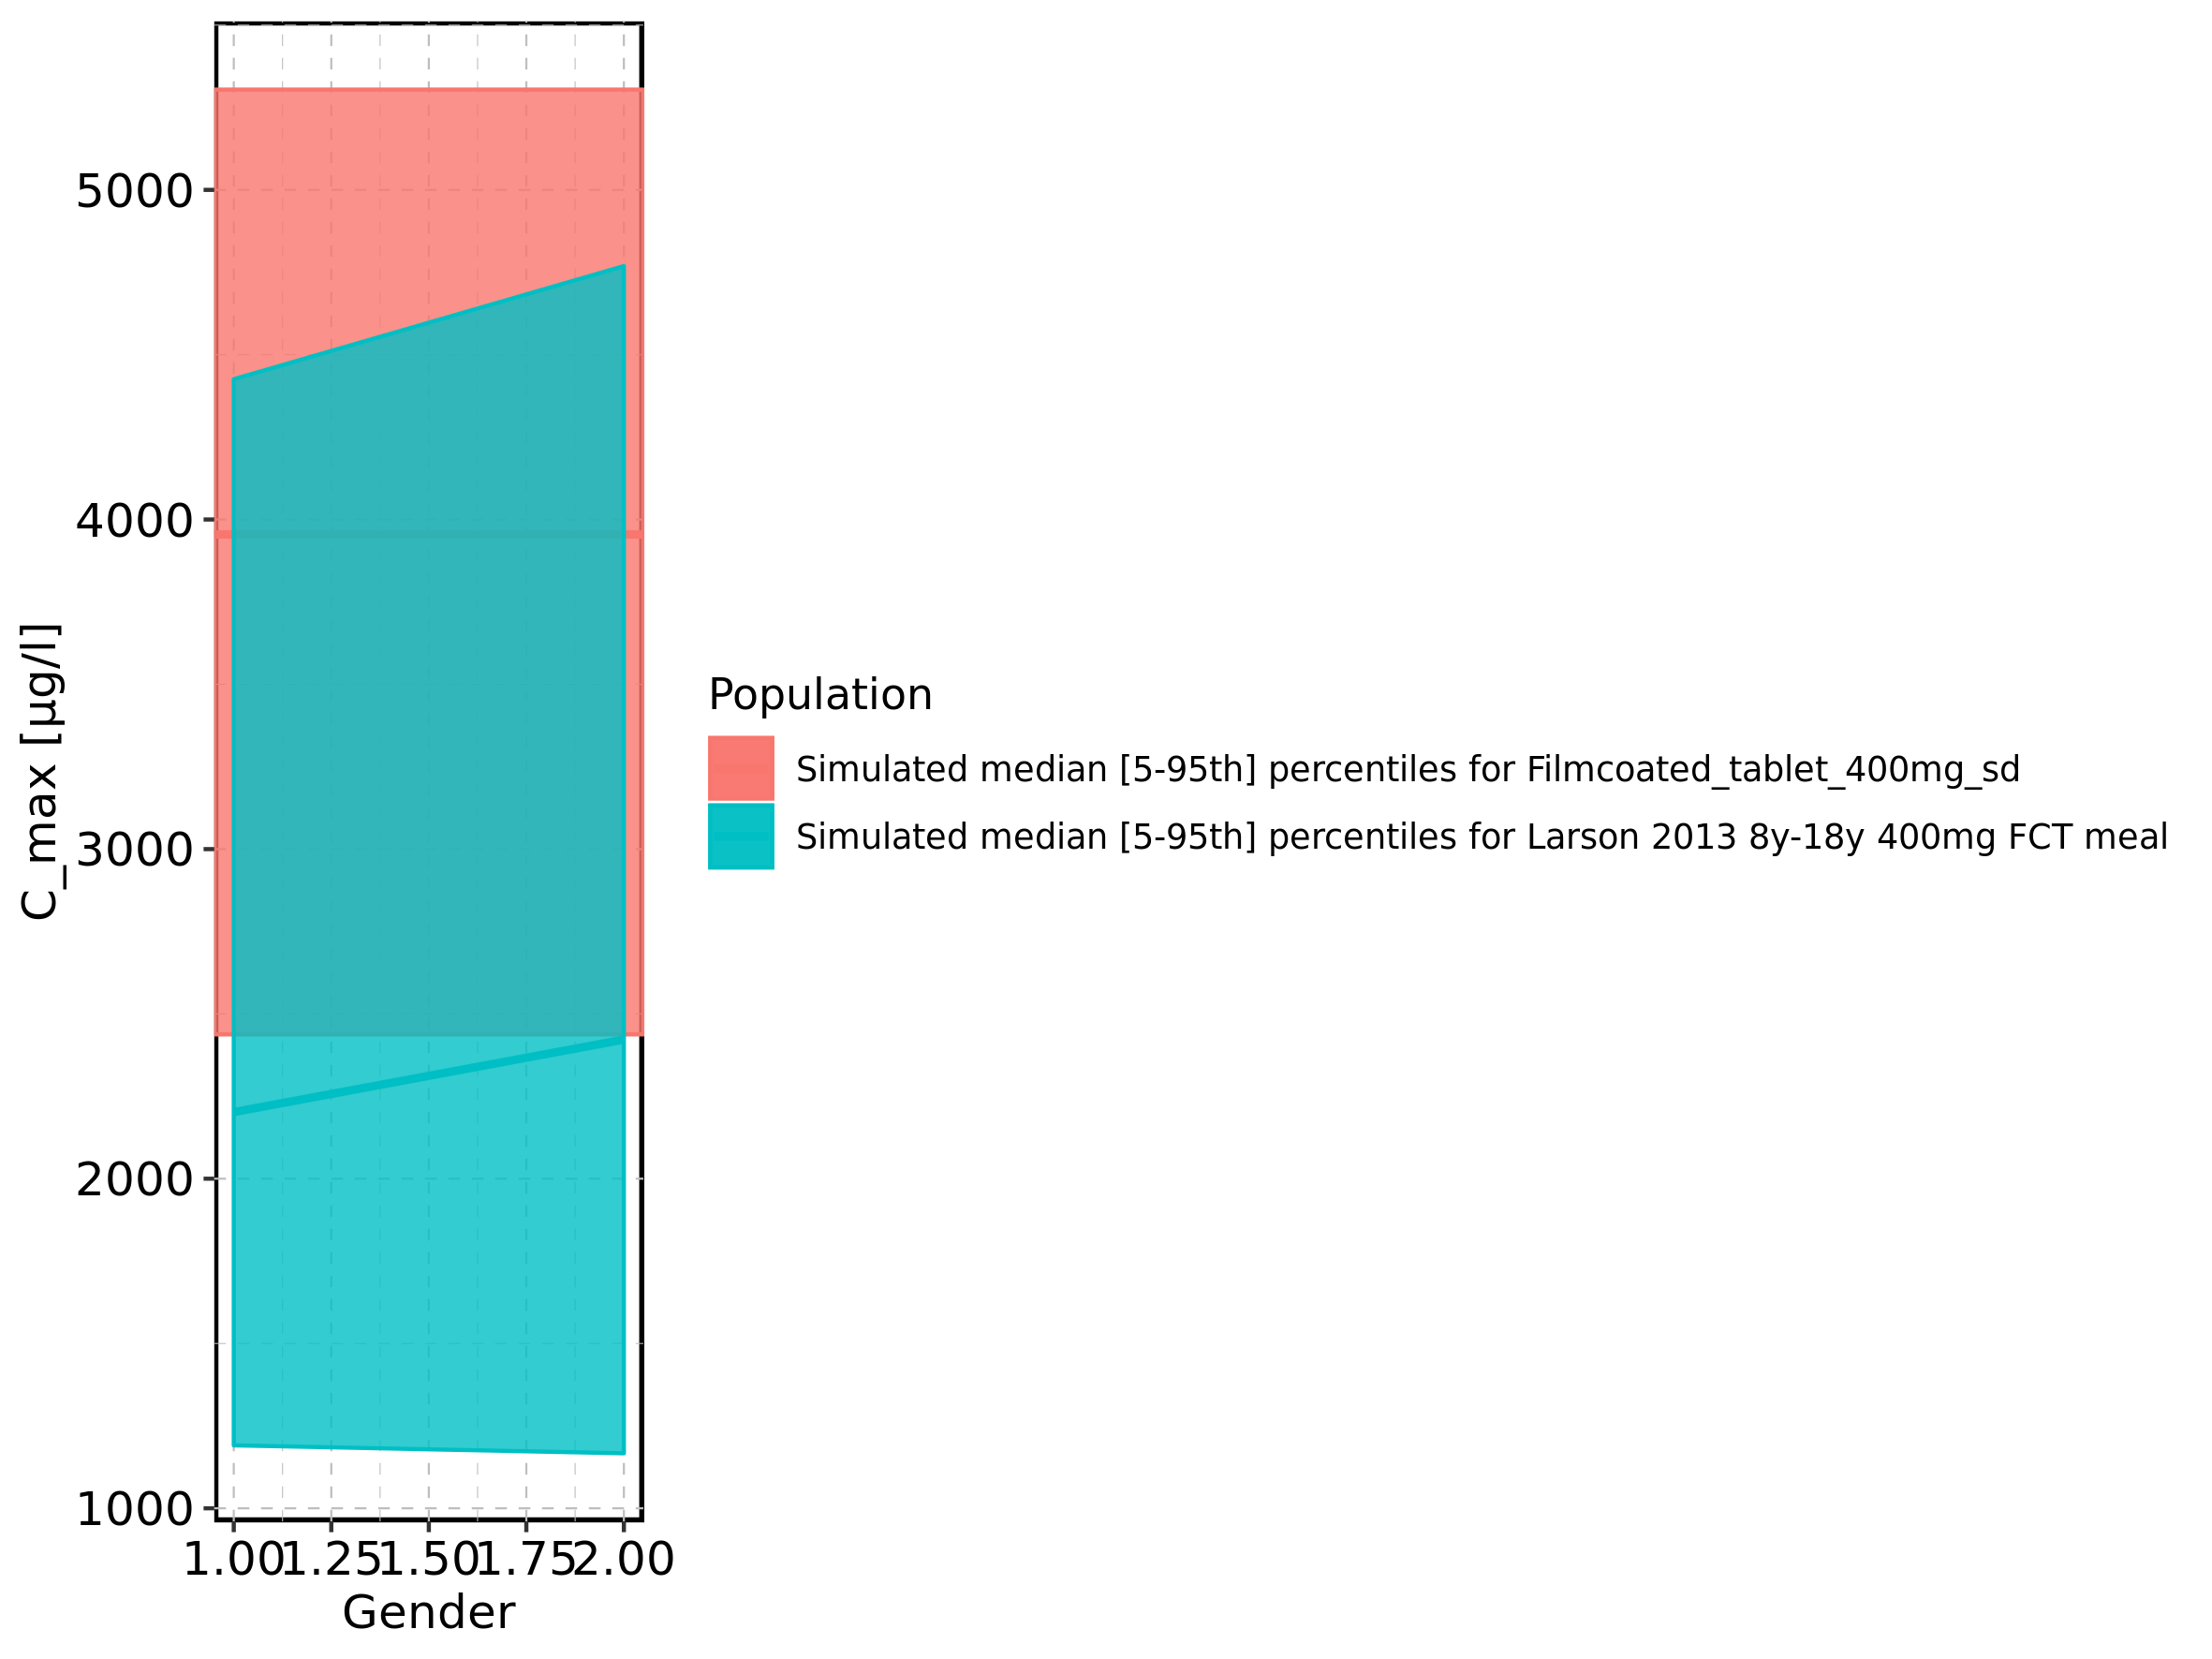 5000
4000
3000
2000
1000
C_max [µg/l]
1.00 1.25 1.50 1.75 2.00
Gender
Population
Simulated median [5-95th] percentiles for Filmcoated_tablet_400mg_sd
Simulated median [5-95th] percentiles for Larson 2013 8y-18y 400mg FCT meal